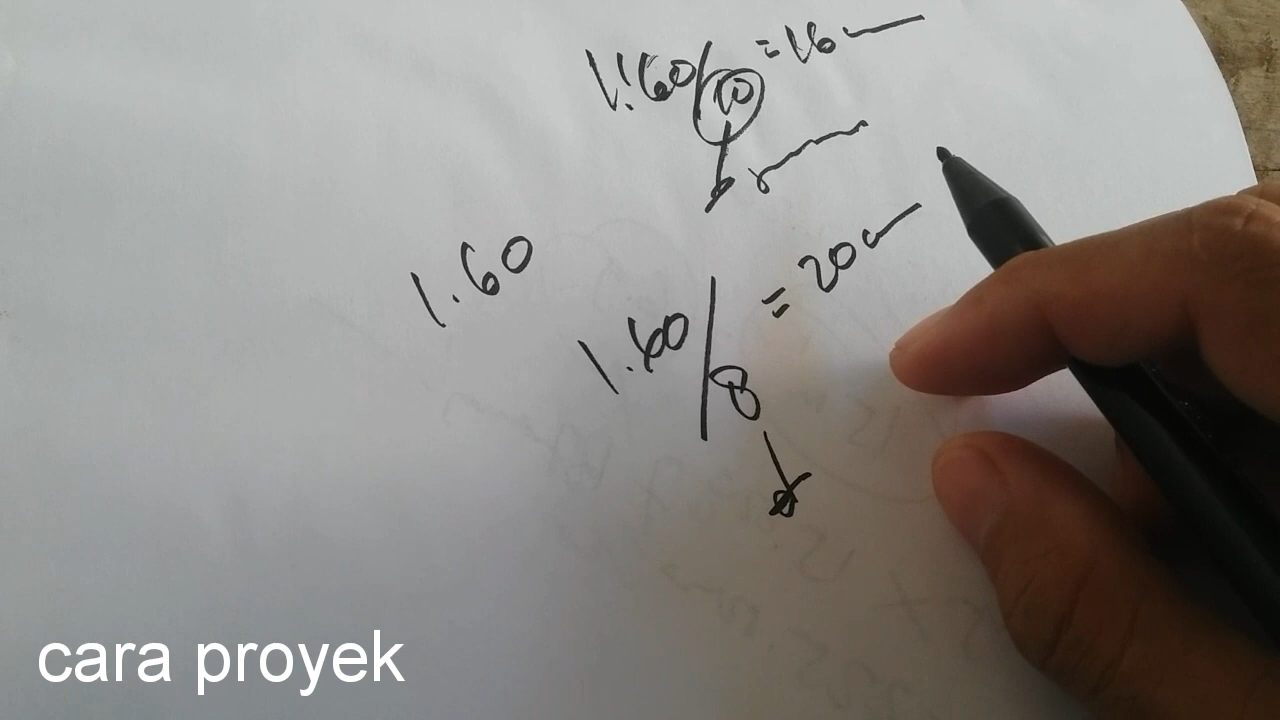 1.60/10 = 16
1.60
1.60/8 = 20
cara proyek